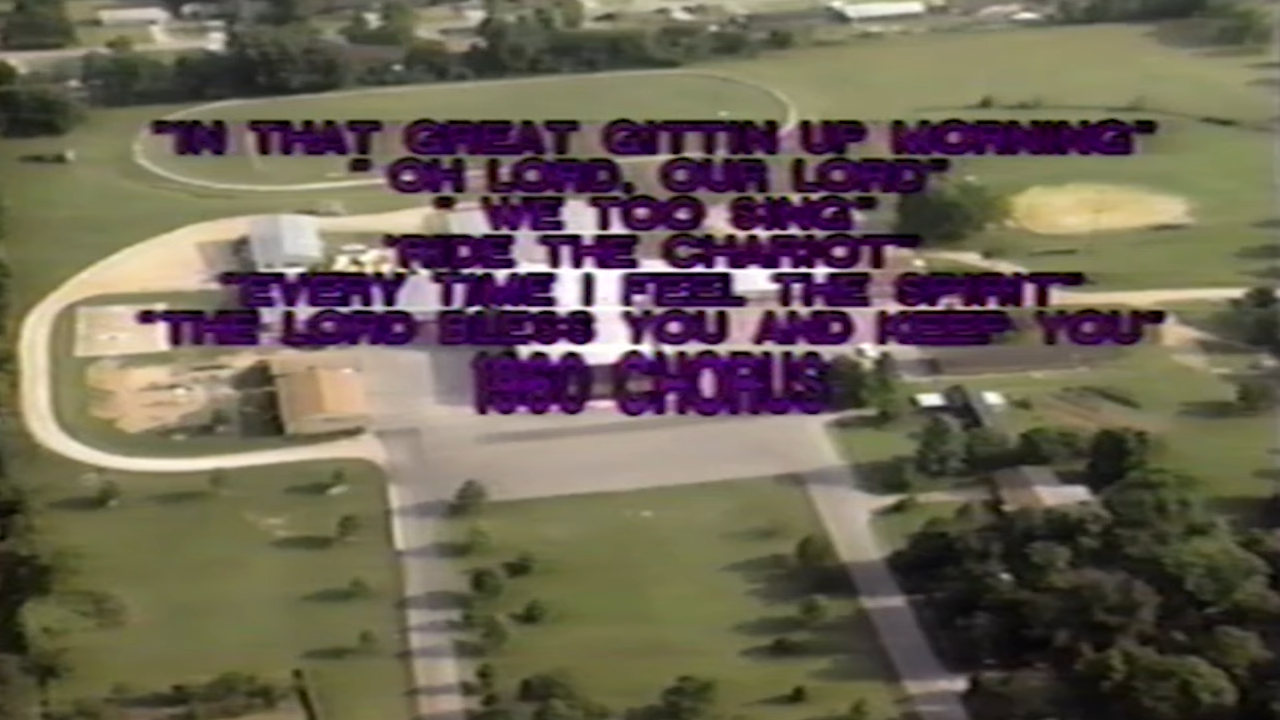 "IN THAT GREAT GITTIN UP MORNING"
" OH LORD, OUR LORD"
" WE TOO SING"
"RIDE THE CHARIOT"
"EVERY TIME I FEEL THE SPIRIT"
"THE LORD BLESS YOU AND KEEP YOU"
CHORUS